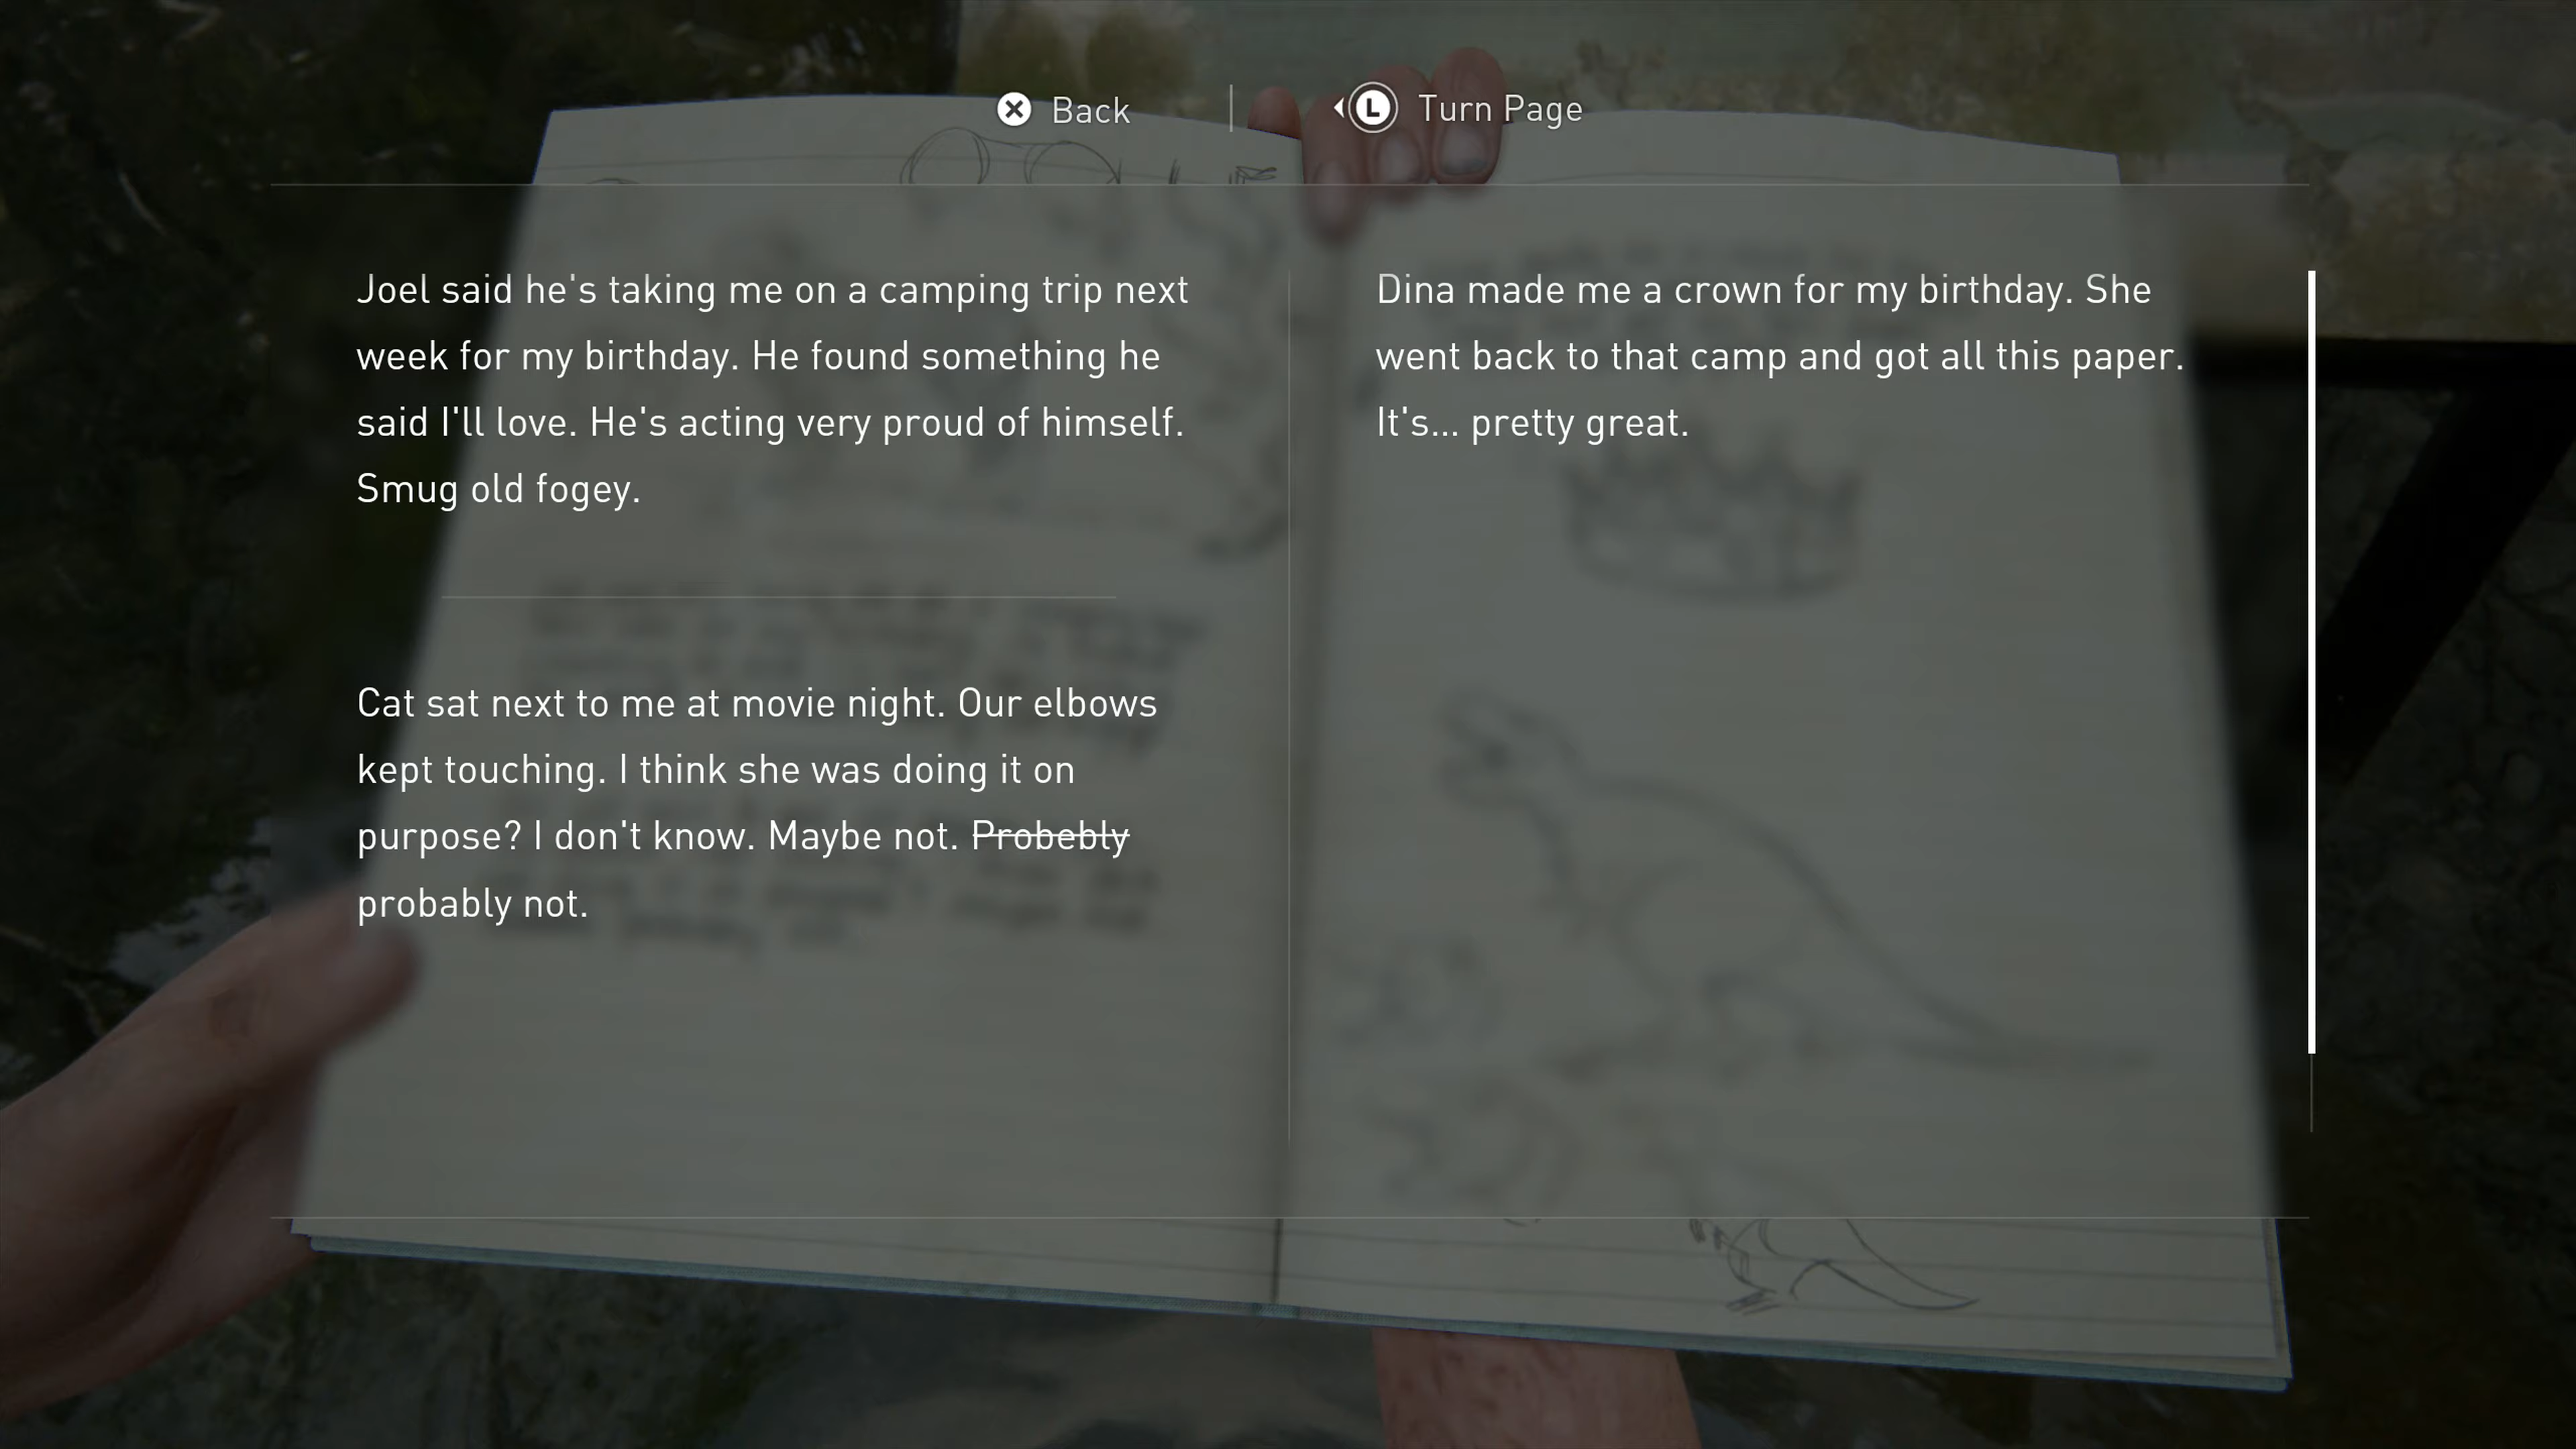 Back
L Turn Page
Joel said he's taking me on a camping trip next
week for my birthday. He found something he
said I'll love. He's acting very proud of himself.
Smug old fogey.
Cat sat next to me at movie night. Our elbows
kept touching. I think she was doing it on
purpose? I don't know. Maybe not. Probebly
probably not.
Dina made me a crown for my birthday. She
went back to that camp and got all this paper.
It's... pretty great.